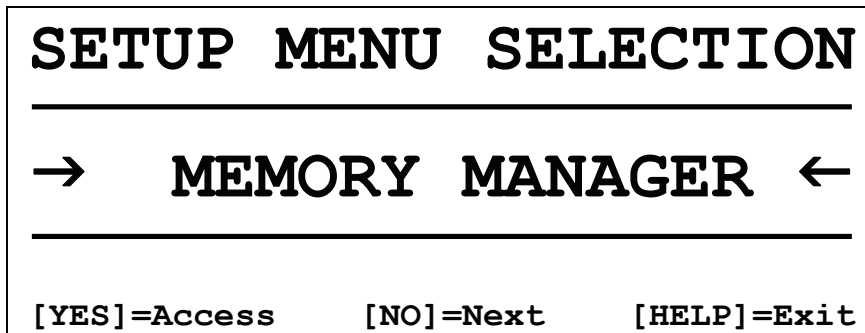 SETUP MENU SELECTION
→ MEMORY MANAGER ←
[YES]=Access [NO]=Next [HELP]=Exit